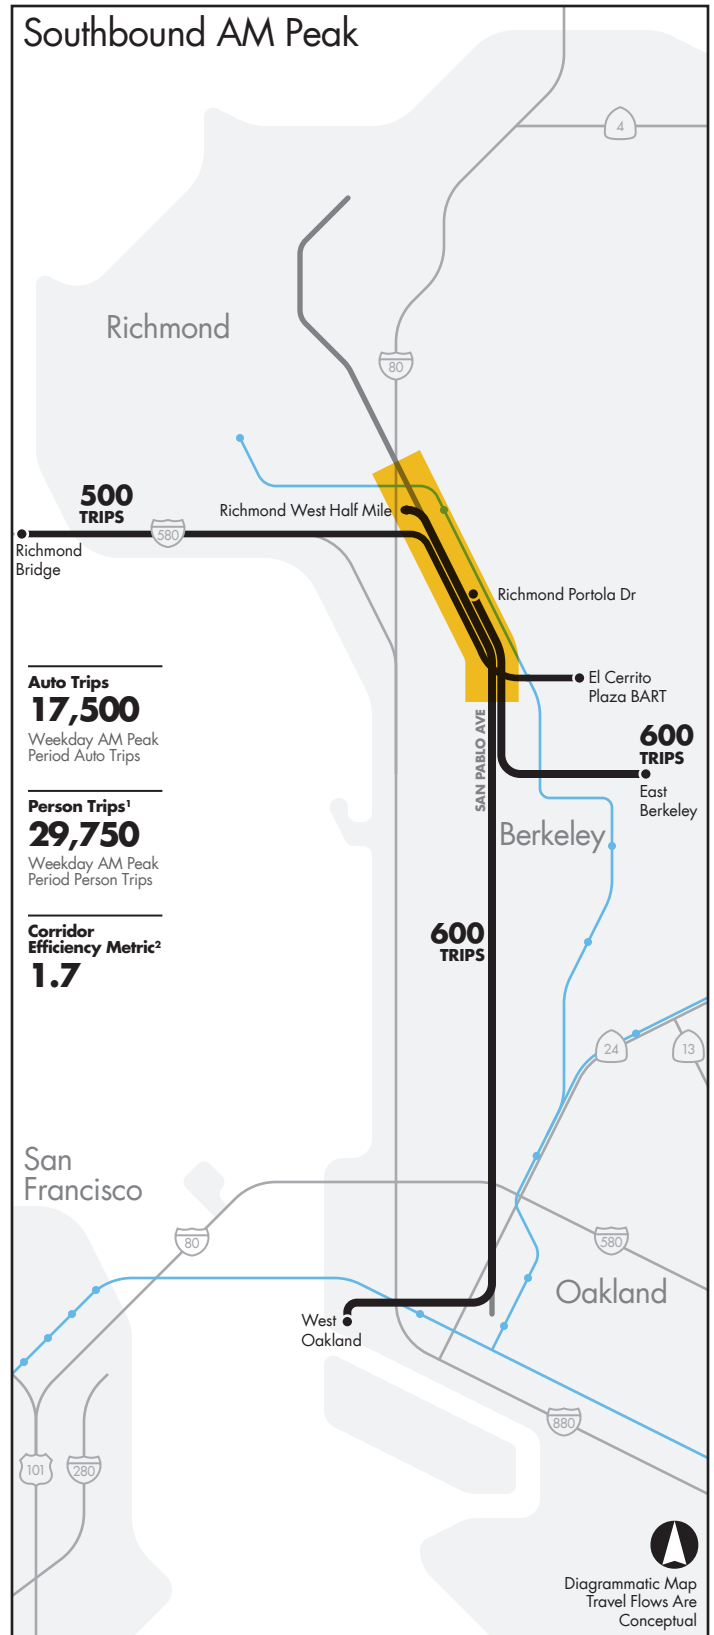 Southbound AM Peak
4
Richmond
80
500
TRIPS
Richmond West Half Mile
580
Richmond
Bridge
Richmond Portola Dr
Auto Trips
17,500
Weekday AM Peak
Period Auto Trips
El Cerrito
Plaza BART
SAN PABLO AVE
600
TRIPS
East
Berkeley
Person Trips¹
29,750
Weekday AM Peak
Period Person Trips
Berkeley
Corridor
Efficiency Metric²
1.7
600
TRIPS
24
13
San
Francisco
80
580
Oakland
West
Oakland
880
101
280
Diagrammatic Map
Travel Flows Are
Conceptual